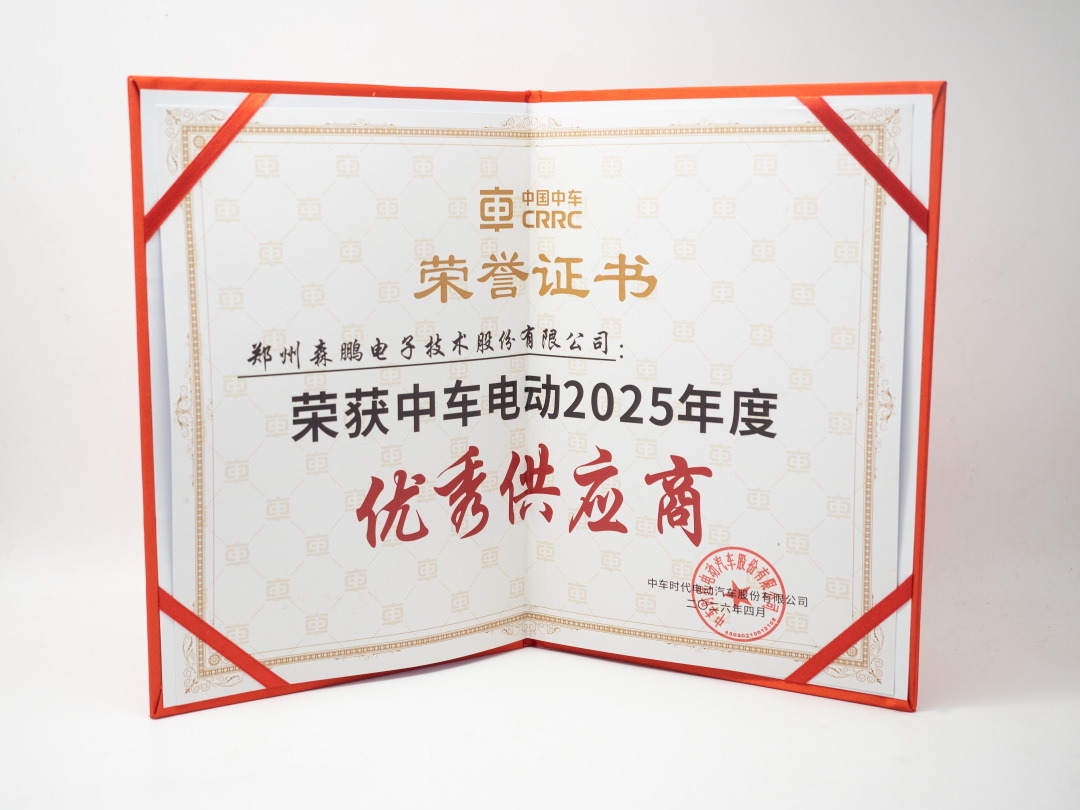 中国中车
CRRC
荣誉证书
郑州森鹏电子技术股份有限公司：
荣获中车电动2025年度
优秀供应商
中车时代电动汽车股份有限公司
二〇二六年四月